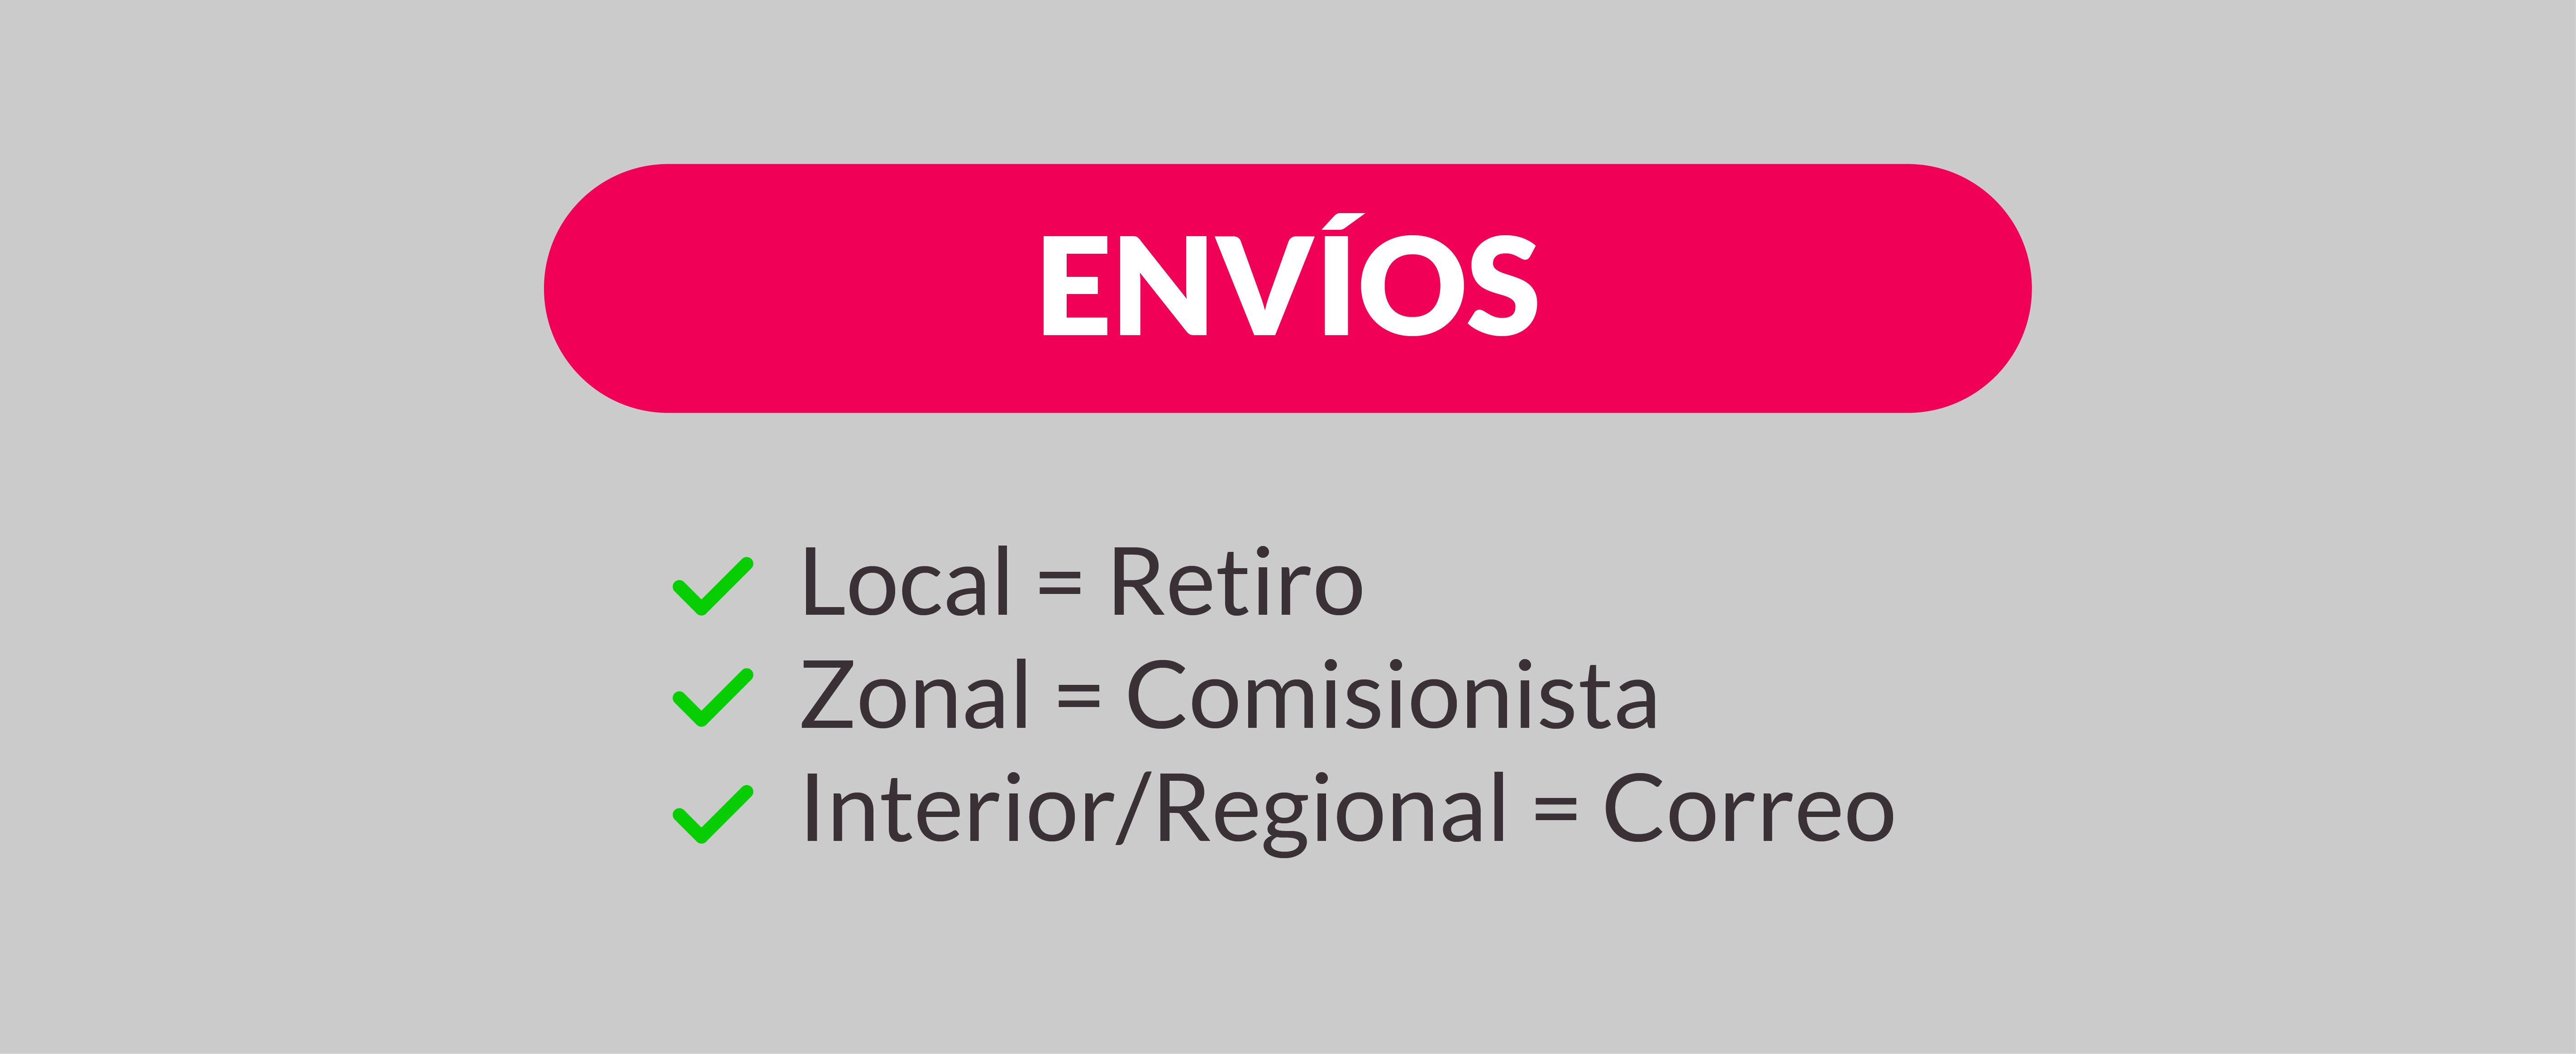 ENVÍOS
Local = Retiro
Zonal = Comisionista
Interior/Regional = Correo